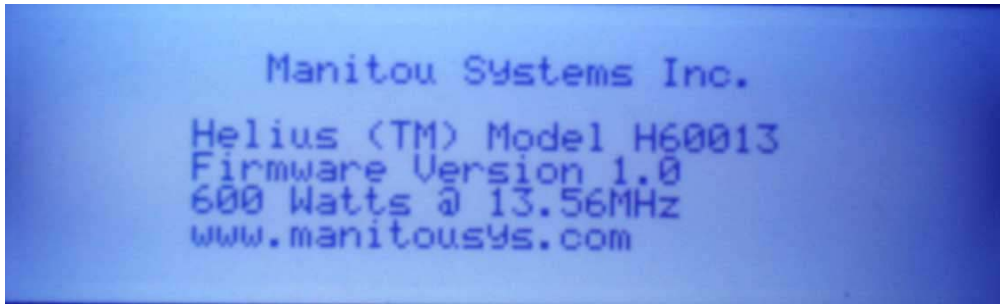 Manitou Systems Inc.
Helius (TM) Model H60013
Firmware Version 1.0
600 Watts @ 13.56MHz
www.manitousys.com